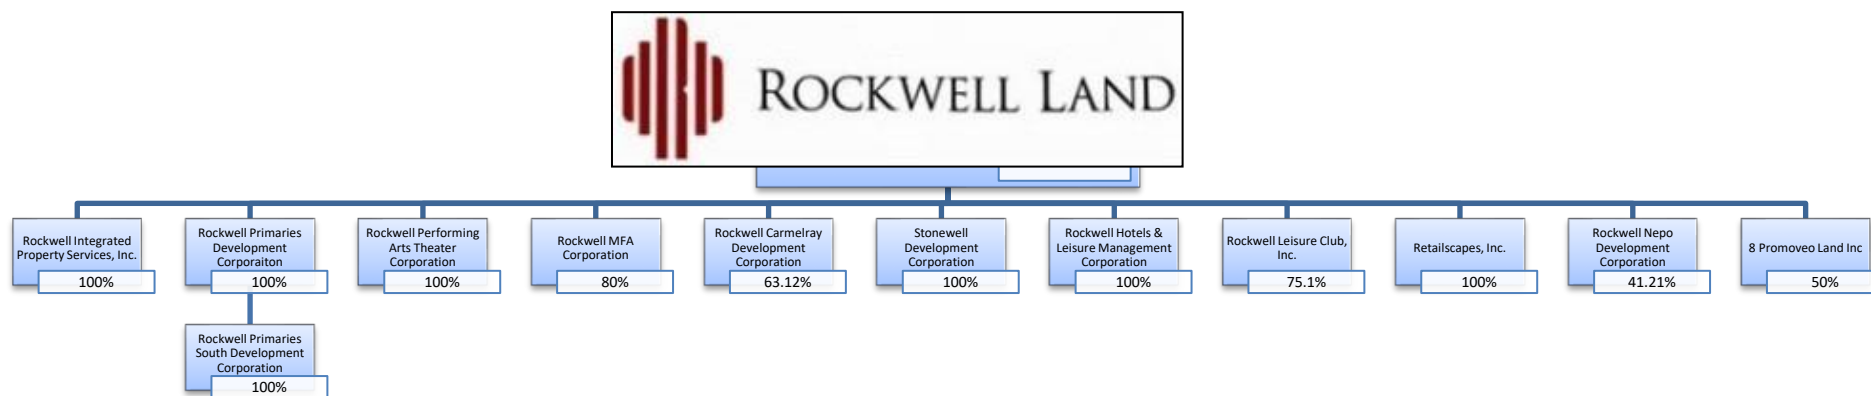 ROCKWELL LAND
Rockwell Integrated
Property Services, Inc.
100%
Rockwell Primaries
Development
Corporaiton
100%
Rockwell Performing
Arts Theater
Corporation
100%
Rockwell MFA
Corporation
80%
Rockwell Carmelray
Development
Corporation
63.12%
Stonewell
Development
Corporation
100%
Rockwell Hotels &
Leisure Management
Corporation
100%
Rockwell Leisure Club,
Inc.
75.1%
Retailscapes, Inc.
100%
Rockwell Nepo
Development
Corporation
41.21%
8 Promoveo Land Inc
50%
Rockwell Primaries
South Development
Corporation
100%